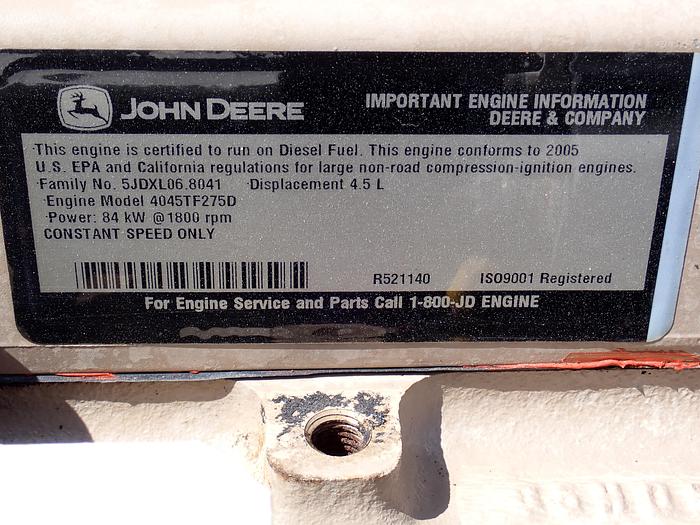 JOHN DEERE
IMPORTANT ENGINE INFORMATION
DEERE & COMPANY
This engine is certified to run on Diesel Fuel. This engine conforms to 2005
U.S. EPA and California regulations for large non-road compression-ignition engines.
Family No. 5JDXL06.8041 Displacement 4.5 L
Engine Model 4045TF275D
Power: 84 kW @ 1800 rpm
CONSTANT SPEED ONLY
R521140 ISO9001 Registered
For Engine Service and Parts Call 1-800-JD ENGINE